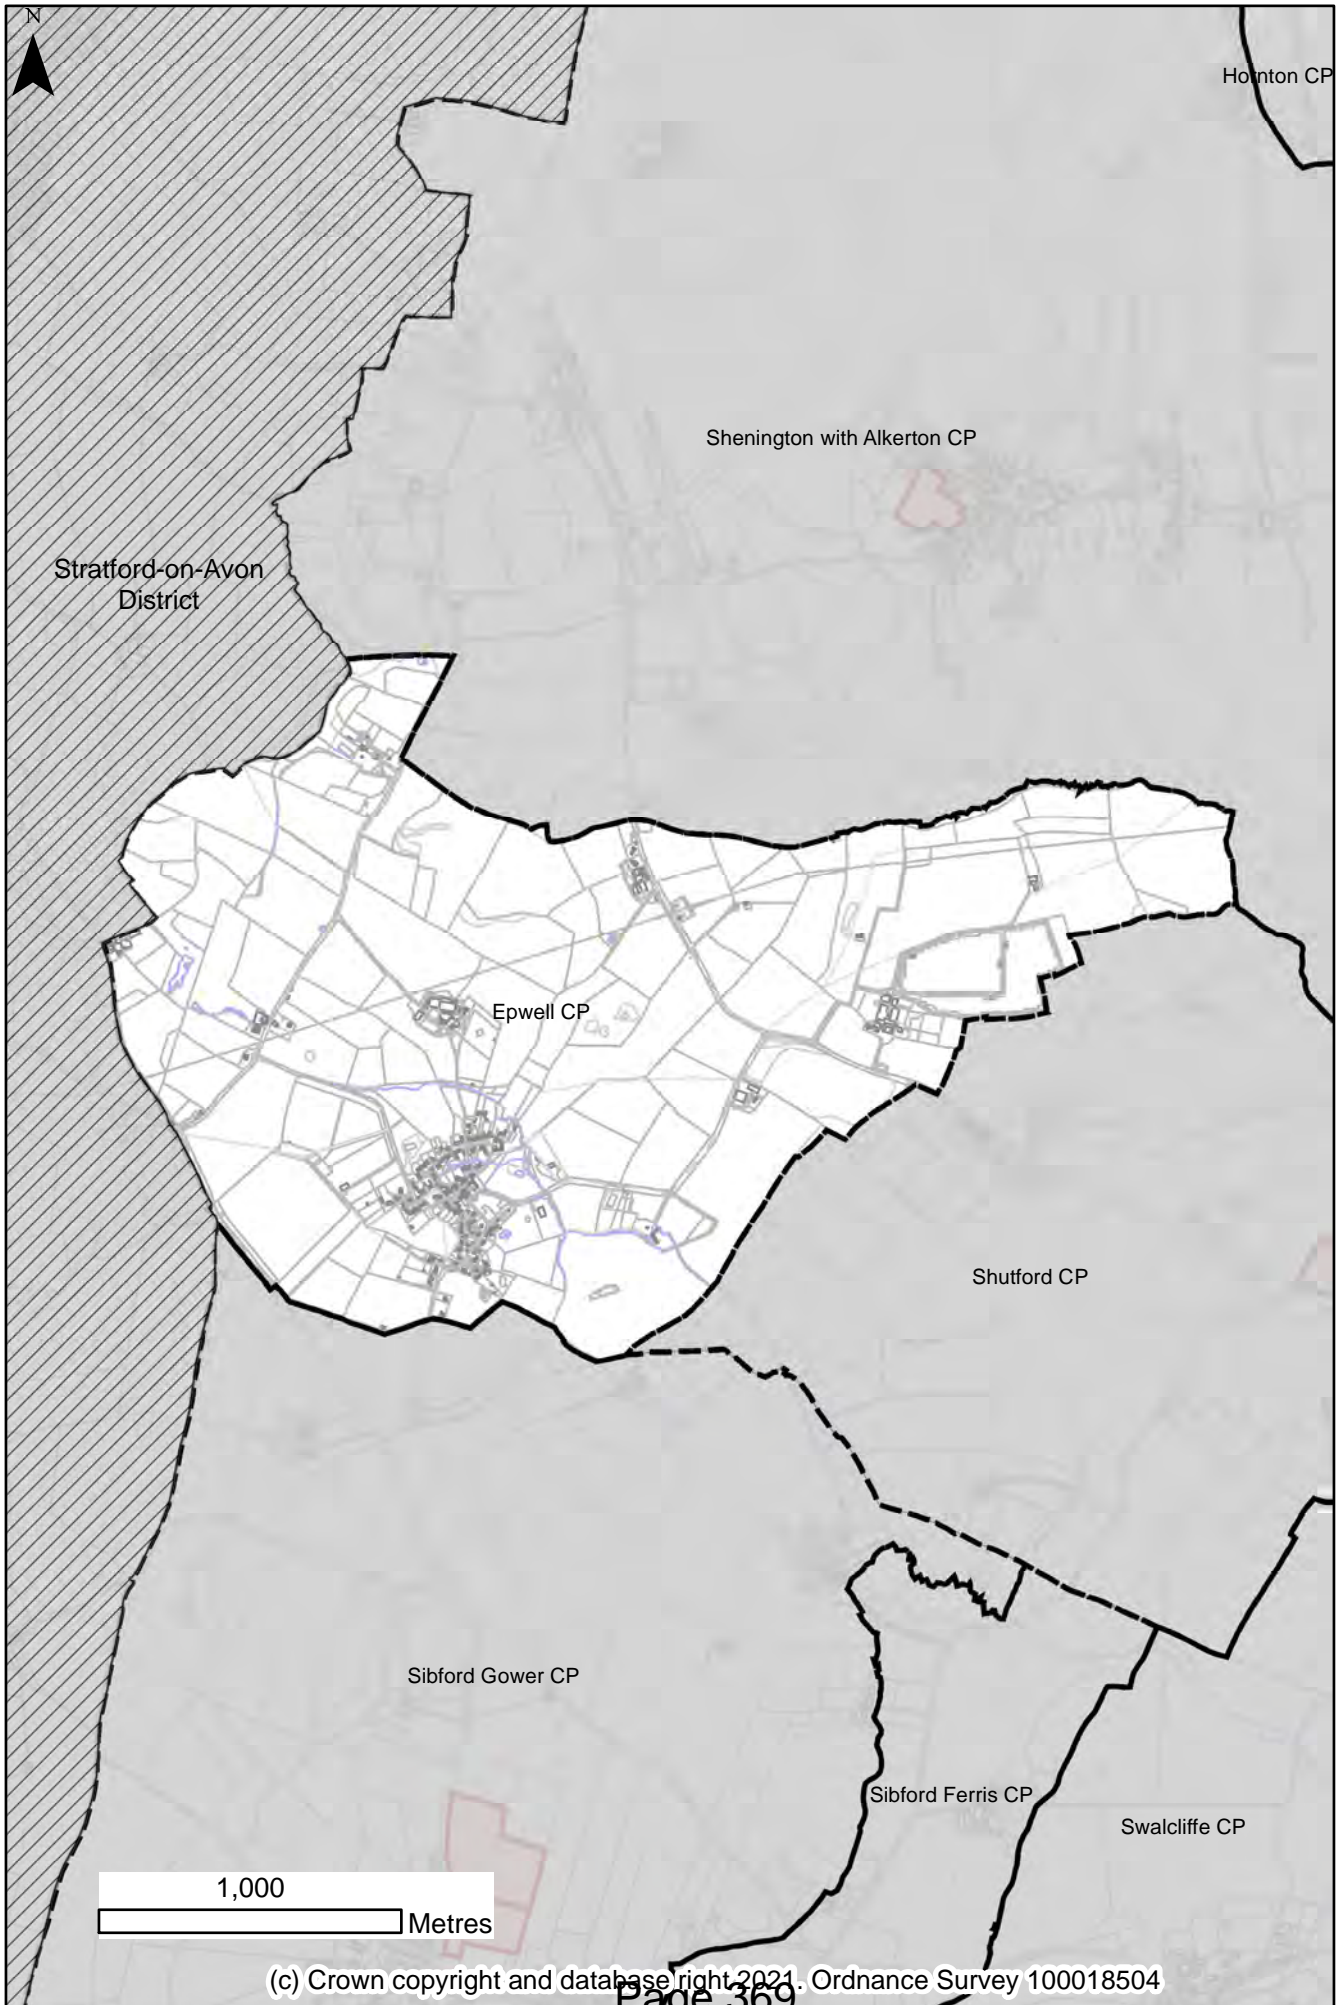 N
Hornton CP
Shenington with Alkerton CP
Stratford-on-Avon
District
Epwell CP
Shutford CP
Sibford Gower CP
Sibford Ferris CP
Swalcliffe CP
1,000
Metres
(c) Crown copyright and database right 2021. Ordnance Survey 100018504
Page 369